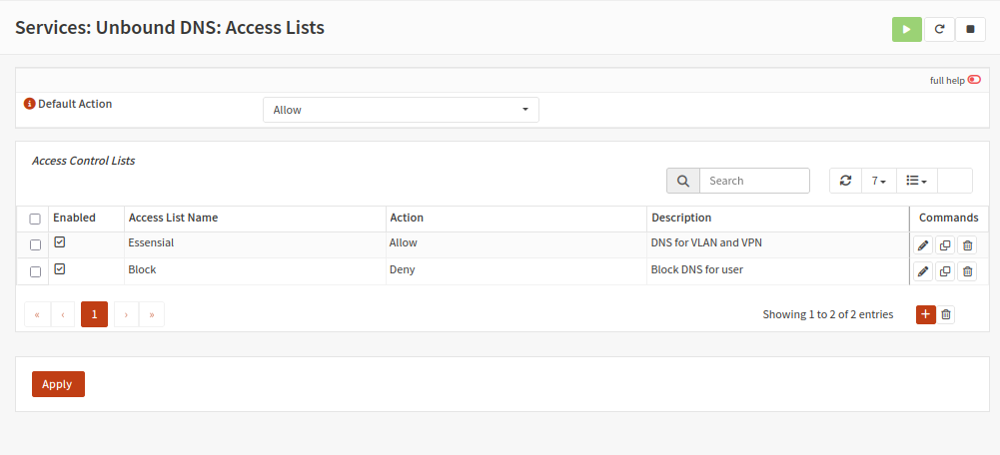 Services: Unbound DNS: Access Lists
full help
Default Action
Allow
Access Control Lists
Search
7
Enabled Access List Name Action Description Commands
Essensial Allow DNS for VLAN and VPN
Block Deny Block DNS for user
« ‹ 1 › »
Showing 1 to 2 of 2 entries
Apply